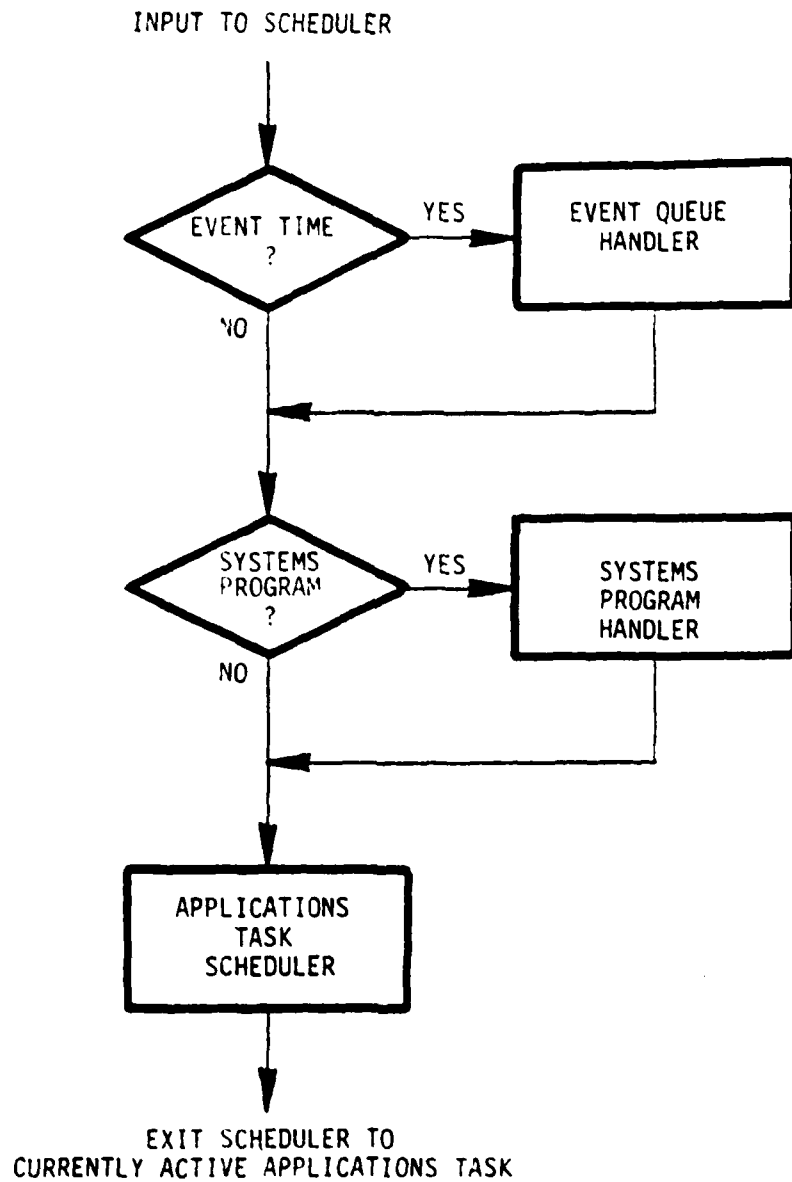 INPUT TO SCHEDULER
EVENT TIME
?
YES
EVENT QUEUE
HANDLER
NO
SYSTEMS
PROGRAM
?
YES
SYSTEMS
PROGRAM
HANDLER
NO
APPLICATIONS
TASK
SCHEDULER
EXIT SCHEDULER TO
CURRENTLY ACTIVE APPLICATIONS TASK